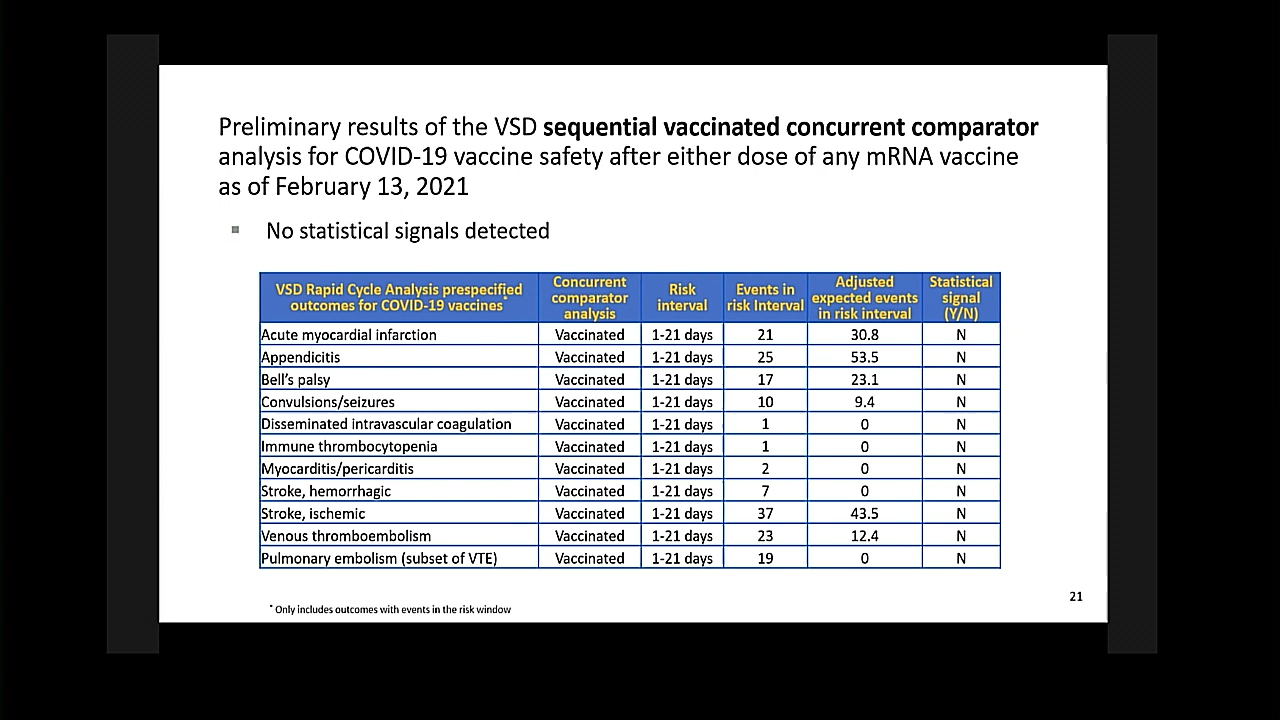 Preliminary results of the VSD sequential vaccinated concurrent comparator
analysis for COVID-19 vaccine safety after either dose of any mRNA vaccine
as of February 13, 2021
▪ No statistical signals detected
VSD Rapid Cycle Analysis prespecified outcomes for COVID-19 vaccines* Concurrent comparator analysis Risk interval Events in risk Interval Adjusted expected events in risk interval Statistical signal (Y/N)
Acute myocardial infarction Vaccinated 1-21 days 21 30.8 N
Appendicitis Vaccinated 1-21 days 25 53.5 N
Bell's palsy Vaccinated 1-21 days 17 23.1 N
Convulsions/seizures Vaccinated 1-21 days 10 9.4 N
Disseminated intravascular coagulation Vaccinated 1-21 days 1 0 N
Immune thrombocytopenia Vaccinated 1-21 days 1 0 N
Myocarditis/pericarditis Vaccinated 1-21 days 2 0 N
Stroke, hemorrhagic Vaccinated 1-21 days 7 0 N
Stroke, ischemic Vaccinated 1-21 days 37 43.5 N
Venous thromboembolism Vaccinated 1-21 days 23 12.4 N
Pulmonary embolism (subset of VTE) Vaccinated 1-21 days 19 0 N
* Only includes outcomes with events in the risk window
21